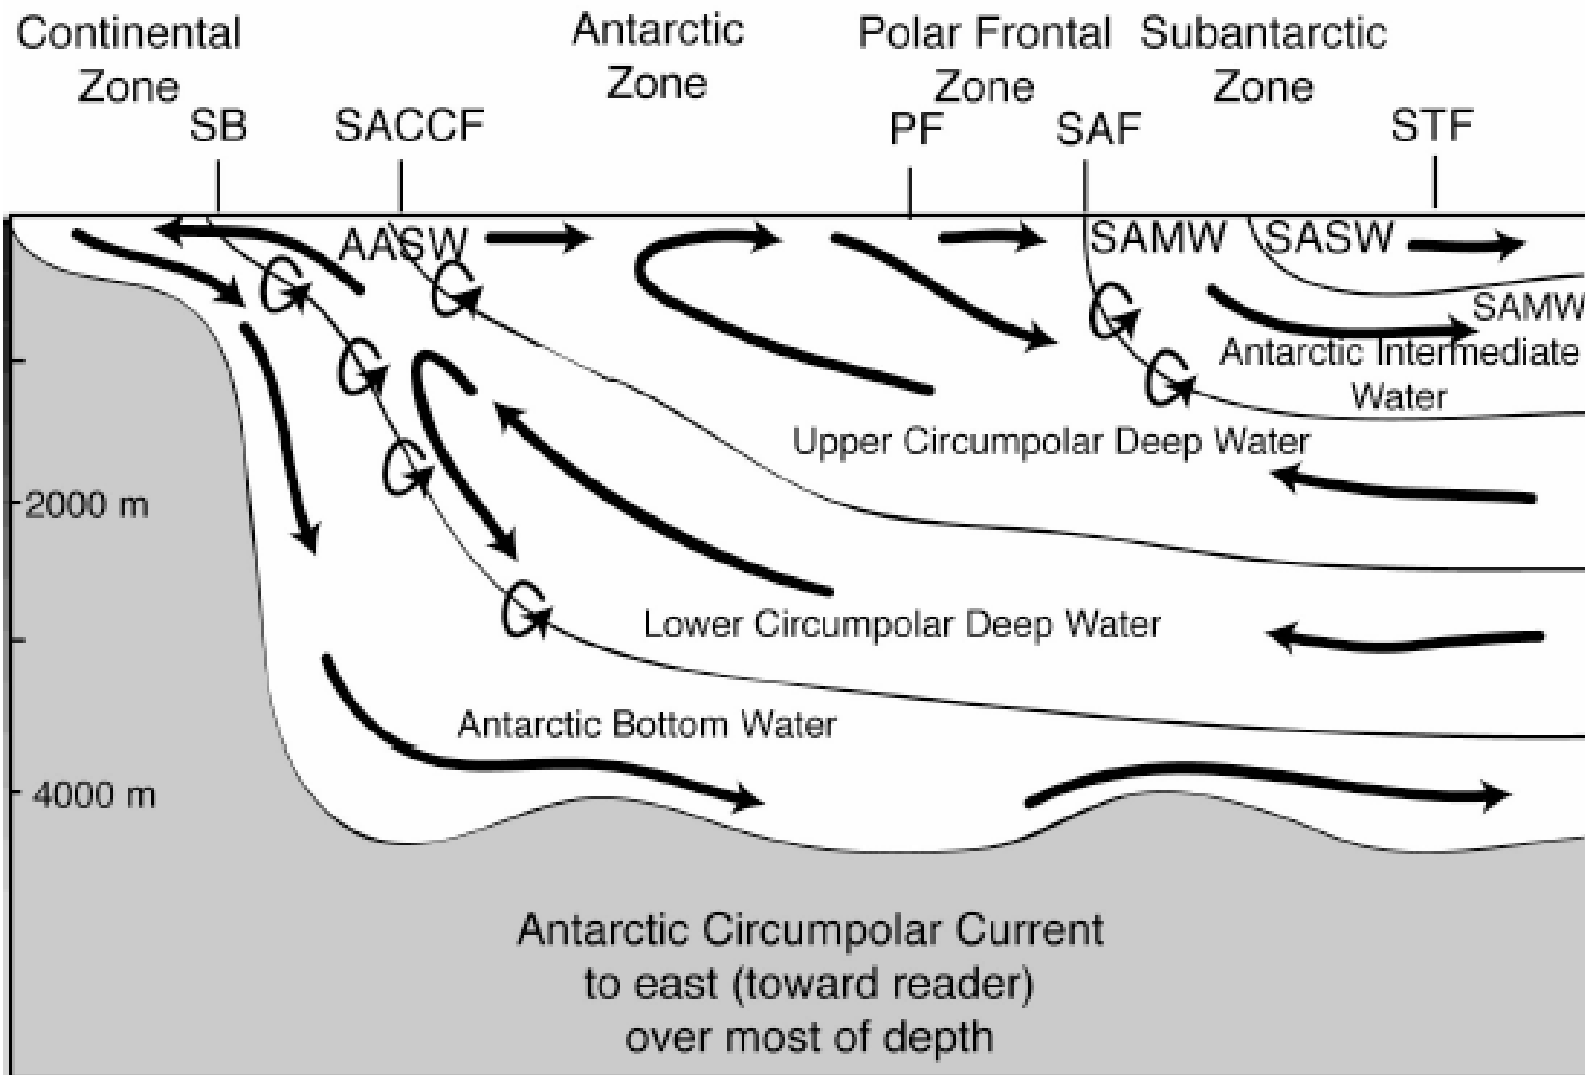 Continental
Zone
Antarctic
Zone
Polar Frontal
Zone
Subantarctic
Zone
SB
SACCF
PF
SAF
STF
AASW
SAMW
SASW
SAMW
Antarctic Intermediate
Water
Upper Circumpolar Deep Water
2000 m
Lower Circumpolar Deep Water
Antarctic Bottom Water
4000 m
Antarctic Circumpolar Current
to east (toward reader)
over most of depth